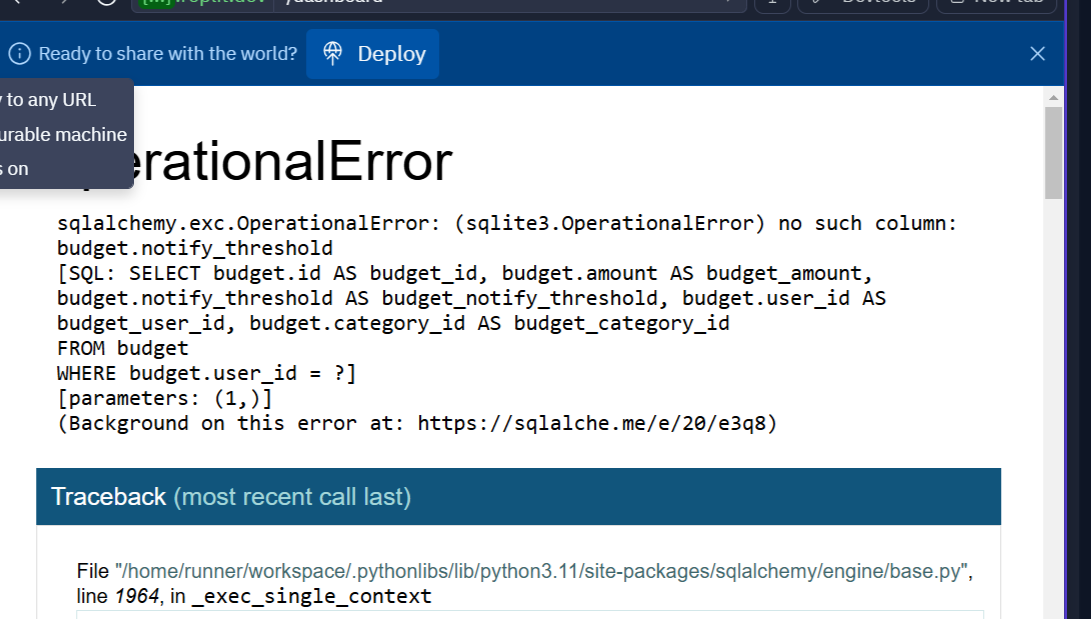 Ready to share with the world? Deploy
to any URL
machine
on
sqlalchemy.exc.OperationalError: (sqlite3.OperationalError) no such column:
budget.notify_threshold
[SQL: SELECT budget.id AS budget_id, budget.amount AS budget_amount,
budget.notify_threshold AS budget_notify_threshold, budget.user_id AS
budget_user_id, budget.category_id AS budget_category_id
FROM budget
WHERE budget.user_id = ?]
[parameters: (1,)]
(Background on this error at: https://sqlalche.me/e/20/e3q8)
Traceback (most recent call last)
File "/home/runner/workspace/.pythonlibs/lib/python3.11/site-packages/sqlalchemy/engine/base.py",
line 1964, in _exec_single_context